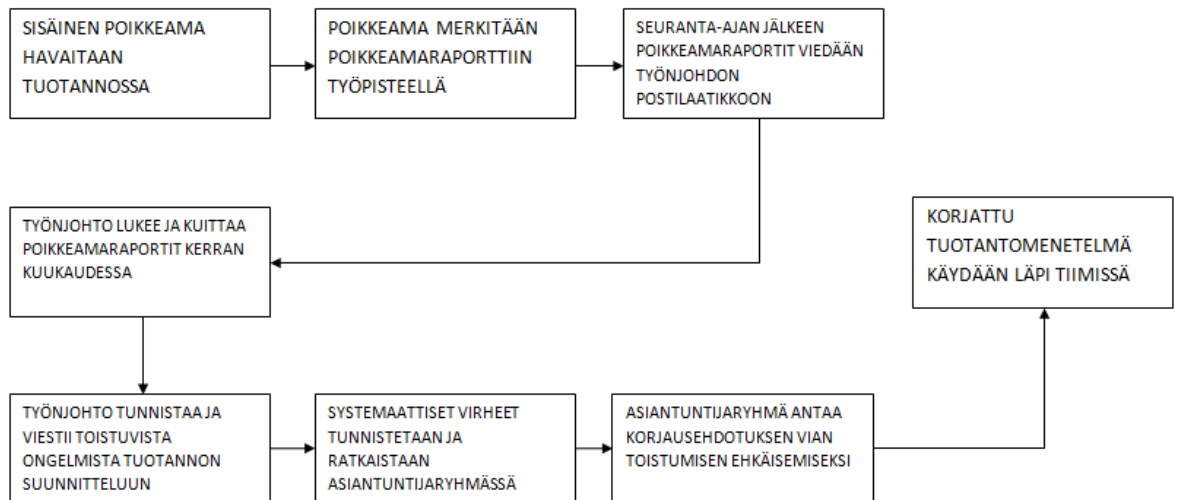 SISÄINEN POIKKEAMA
HAVAITAAN
TUOTANNOSSA
POIKKEAMA MERKITÄÄN
POIKKEAMARAPORTTIIN
TYÖPISTEELLÄ
SEURANTA-AJAN JÄLKEEN
POIKKEAMARAPORTIT VIEDÄÄN
TYÖNJOHDON
POSTILAATIKKOON
TYÖNJOHTO LUKEE JA KUITTAA
POIKKEAMARAPORTIT KERRAN
KUUKAUDESSA
TYÖNJOHTO TUNNISTAA JA
VIESTII TOISTUVISTA
ONGELMISTA TUOTANNON
SUUNNITTELUUN
SYSTEMAATTISET VIRHEET
TUNNISTETAAN JA
RATKAISTAAN
ASIANTUNTIJARYHMÄSSÄ
ASIANTUNTIJARYHMÄ ANTAA
KORJAUSEHDOTUKSEN VIAN
TOISTUMISEN EHKÄISEMISEKSI
KORJATTU
TUOTANTOMENETELMÄ
KÄYDÄÄN LÄPI TIIMISSÄ